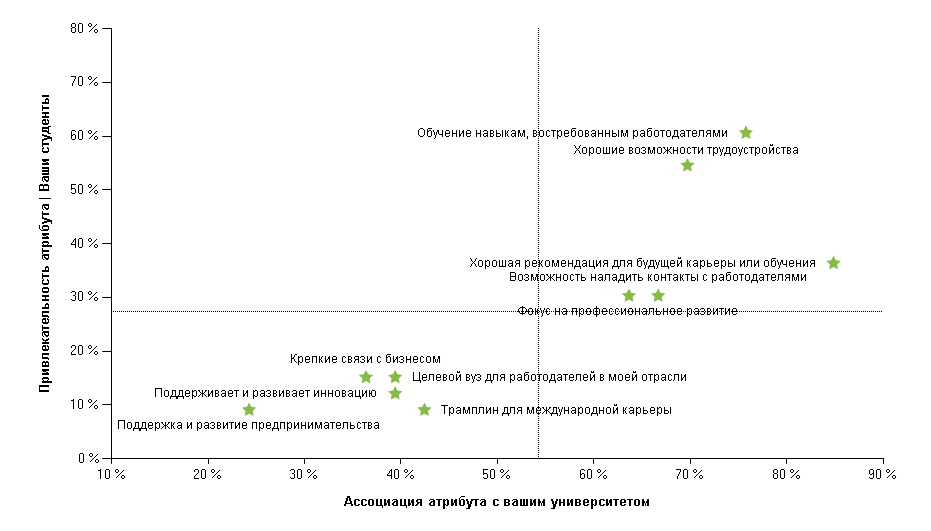 80 %
70 %
60 %
50 %
40 %
30 %
20 %
10 %
0 %
Привлекательность атрибута | Ваши студенты
Обучение навыкам, востребованным работодателями
Хорошие возможности трудоустройства
Хорошая рекомендация для будущей карьеры или обучения
Возможность наладить контакты с работодателями
Фокус на профессиональное развитие
Крепкие связи с бизнесом
Целевой вуз для работодателей в моей отрасли
Поддерживает и развивает инновацию
Трамплин для международной карьеры
Поддержка и развитие предпринимательства
10 % 20 % 30 % 40 % 50 % 60 % 70 % 80 % 90 %
Ассоциация атрибута с вашим университетом